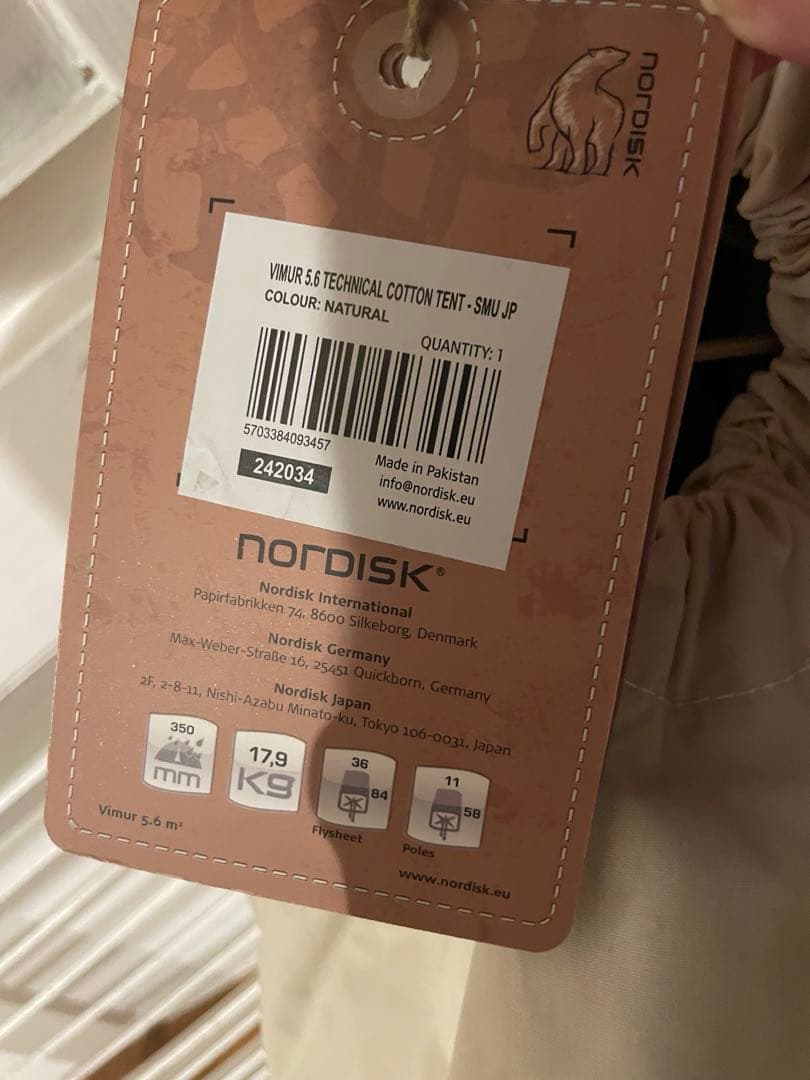 NORDISK
VIMUR 5.6 TECHNICAL COTTON TENT - SMU JP
COLOUR: NATURAL
QUANTITY: 1
5703384093457
242034
Made in Pakistan
info@nordisk.eu
www.nordisk.eu
NORDISK®
Nordisk International
Papirfabrikken 74, 8600 Silkeborg, Denmark
Nordisk Germany
Max-Weber-Straße 16, 25451 Quickborn, Germany
Nordisk Japan
2F, 2-8-11, Nishi-Azabu Minato-ku, Tokyo 106-0031, Japan
350
mm
17,9
Kg
36
84
Flysheet
11
58
Poles
Vimur 5.6 m²
www.nordisk.eu